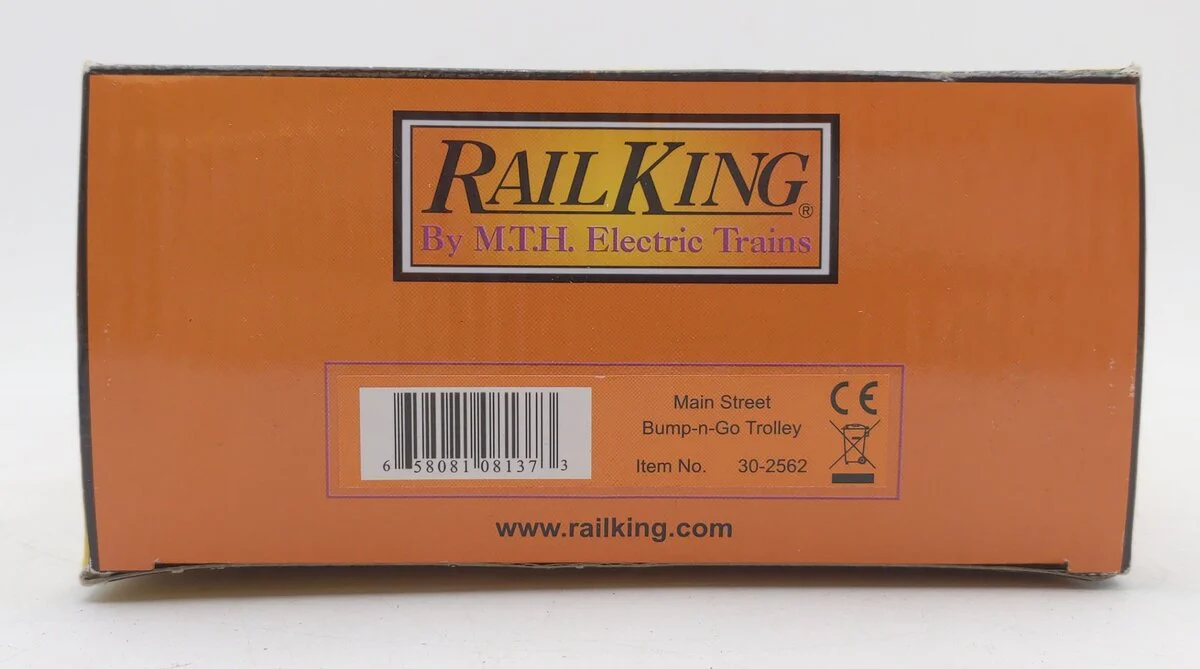 RAILKING®
By M.T.H. Electric Trains
Main Street
Bump-n-Go Trolley
Item No. 30-2562
CE
6 58081 08137 3
www.railking.com